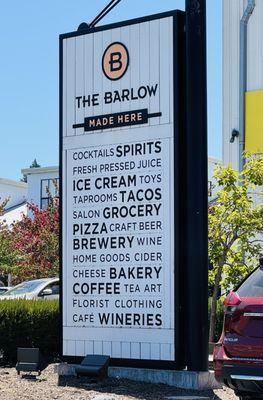 B
THE BARLOW
MADE HERE
COCKTAILS SPIRITS
FRESH PRESSED JUICE
ICE CREAM TOYS
TAPROOMS TACOS
SALON GROCERY
PIZZA CRAFT BEER
BREWERY WINE
HOME GOODS CIDER
CHEESE BAKERY
COFFEE TEA ART
FLORIST CLOTHING
CAFÉ WINERIES